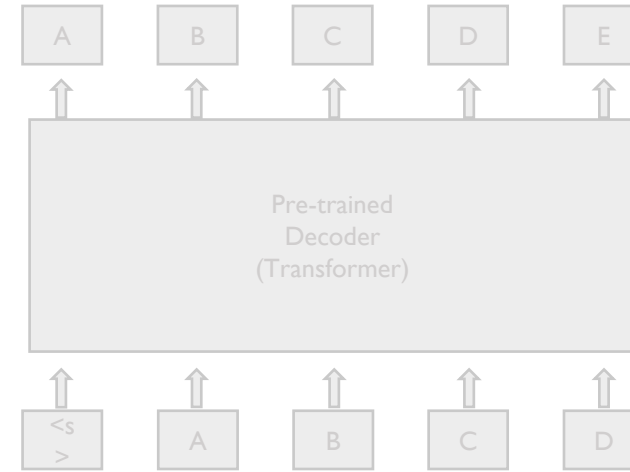 A B C D E
Pre-trained
Decoder
(Transformer)
<s
>
A B C D